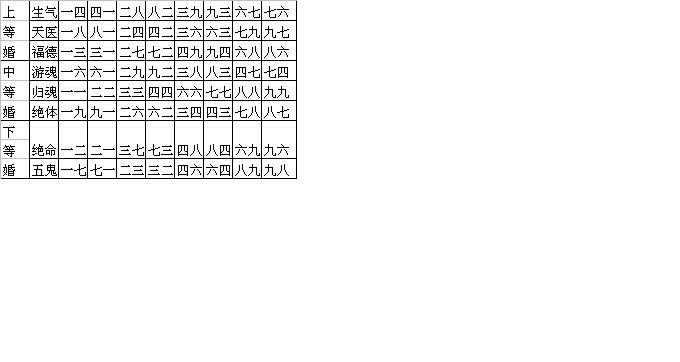 上 生气 一四 四一 二八 八二 三九 九三 六七 七六
等 天医 一八 八一 二四 四二 三六 六三 七九 九七
婚 福德 一三 三一 二七 七二 四九 九四 六八 八六
中 游魂 一六 六一 二九 九二 三八 八三 四七 七四
等 归魂 一一 二二 三三 四四 六六 七七 八八 九九
婚 绝体 一九 九一 二六 六二 三四 四三 七八 八七
下
等 绝命 一二 二一 三七 七三 四八 八四 六九 九六
婚 五鬼 一七 七一 二三 三二 四六 六四 八九 九八